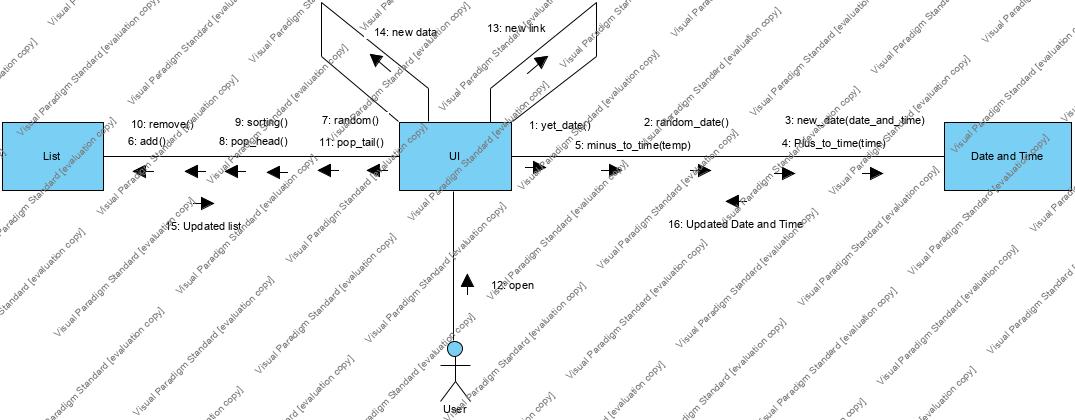 14: new data
13: new link
10: remove()
9: sorting()
7: random()
1: yet_date()
2: random_date()
3: new_date(date_and_time)
6: add()
8: pop_head()
11: pop_tail()
5: minus_to_time(temp)
4: Plus_to_time(time)
List
UI
Date and Time
15: Updated list
16: Updated Date and Time
12: open
User
Visual Paradigm Standard [evaluation copy]